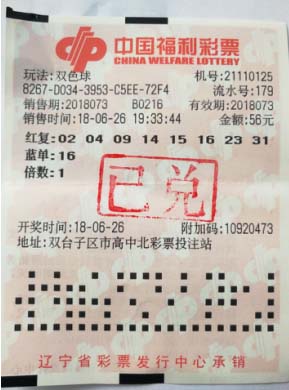 中国福利彩票
CHINA WELFARE LOTTERY
玩法:双色球 机号:21110125
8267-D034-3953-C5EE-72F4 流水号:179
销售期:2018073 B0216 有效期:2018073
销售时间:18-06-26 19:33:44 金额:56元
红复:02 04 09 14 15 16 23 31
蓝单:16
倍数:1
已兑
开奖时间:18-06-26 附加码:10920473
地址:双台子区市高中北彩票投注站
辽宁省彩票发行中心承销